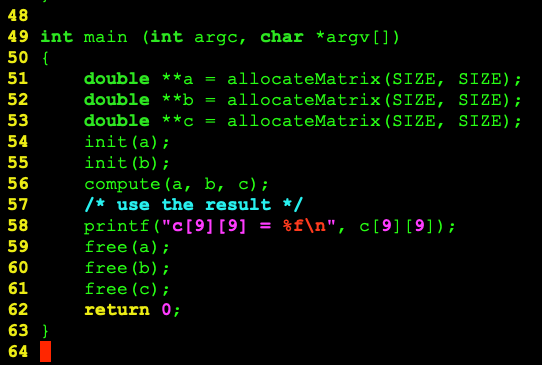 48
49 int main (int argc, char *argv[])
50 {
51     double **a = allocateMatrix(SIZE, SIZE);
52     double **b = allocateMatrix(SIZE, SIZE);
53     double **c = allocateMatrix(SIZE, SIZE);
54     init(a);
55     init(b);
56     compute(a, b, c);
57     /* use the result */
58     printf("c[9][9] = %f\n", c[9][9]);
59     free(a);
60     free(b);
61     free(c);
62     return 0;
63 }
64